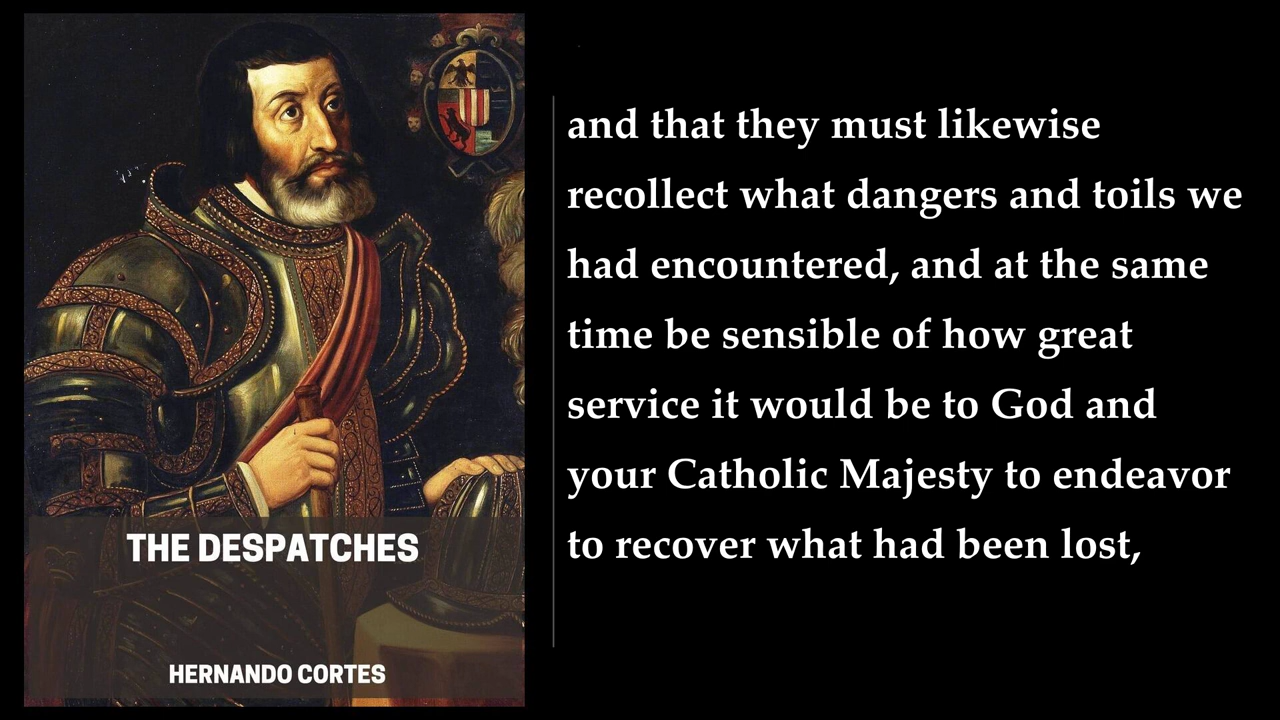 THE DESPATCHES
HERNANDO CORTES
and that they must likewise
recollect what dangers and toils we
had encountered, and at the same
time be sensible of how great
service it would be to God and
your Catholic Majesty to endeavor
to recover what had been lost,